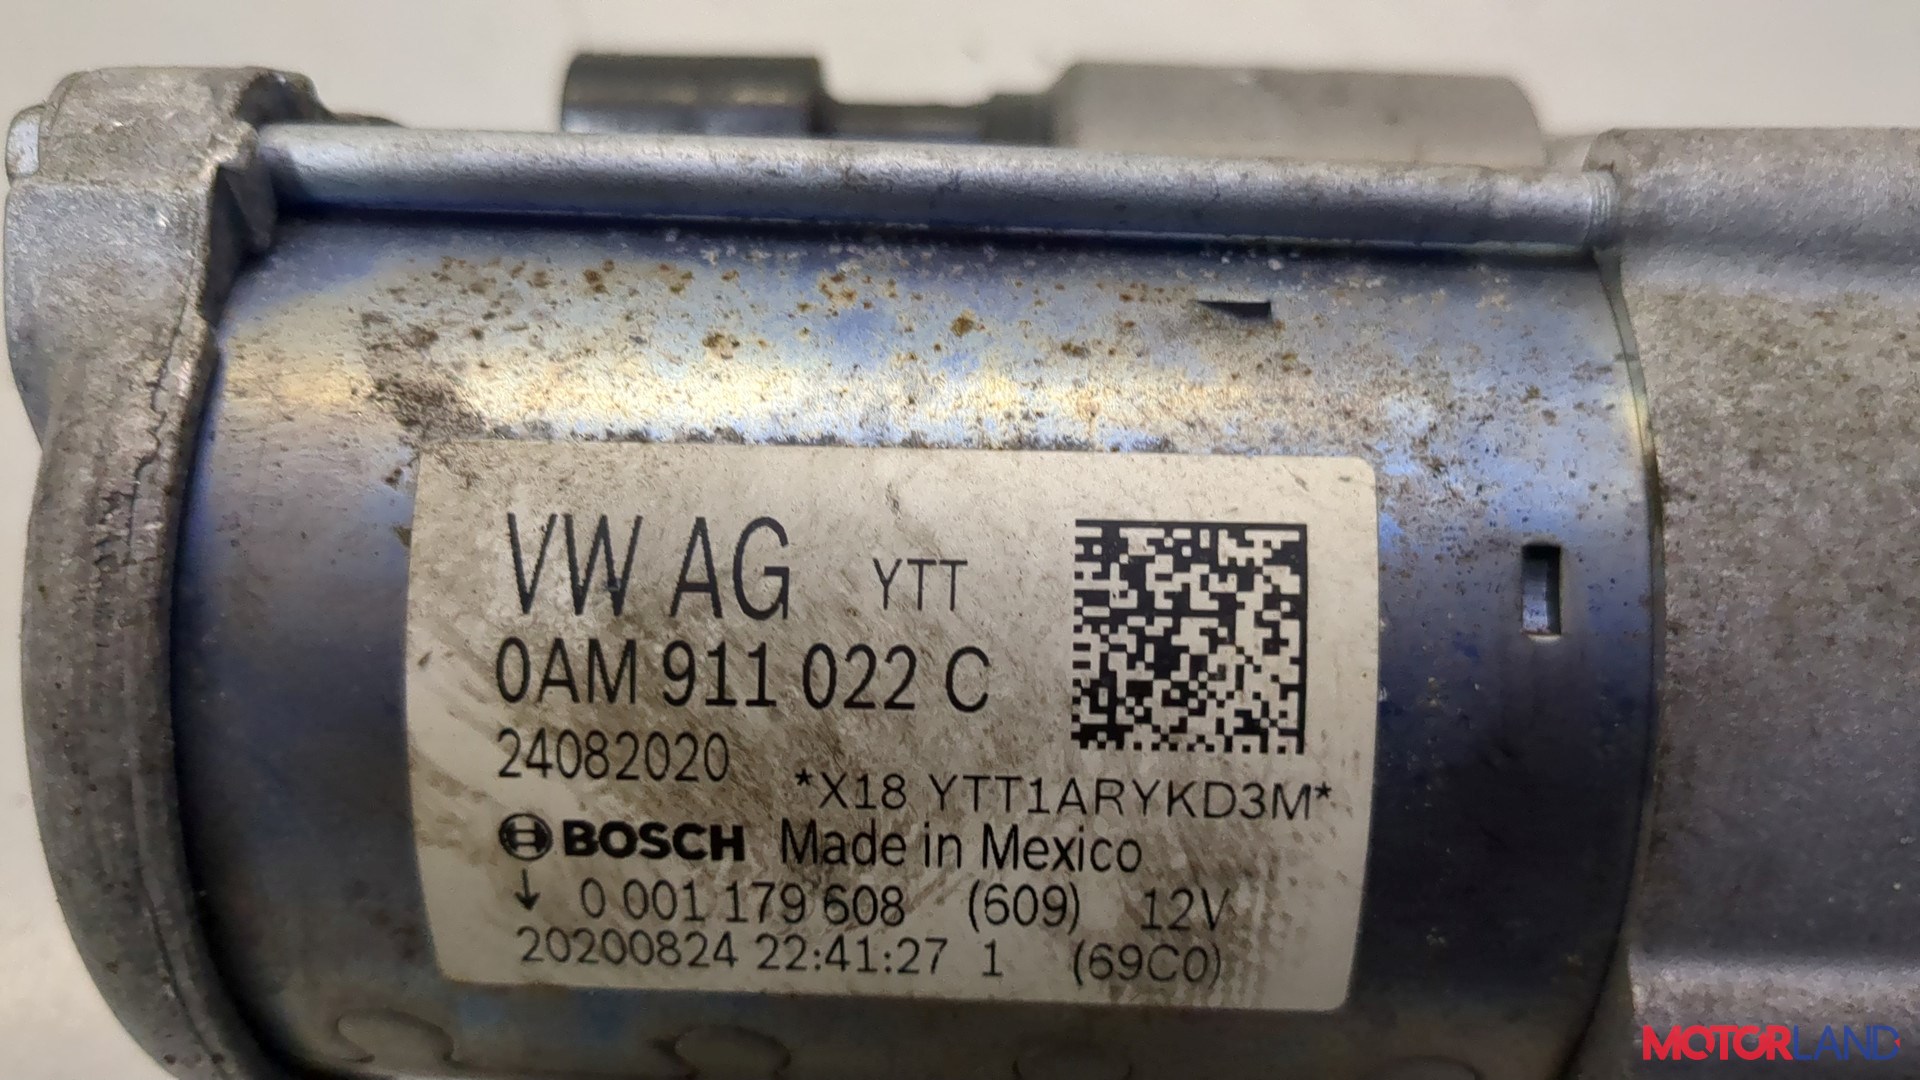 VW AG YTT
0AM 911 022 C
24082020
*X18 YTT1ARYKD3M*
BOSCH Made in Mexico
↓ 0 001 179 608 (609) 12V
20200824 22:41:27 1 (69C0)
MOTORLAND